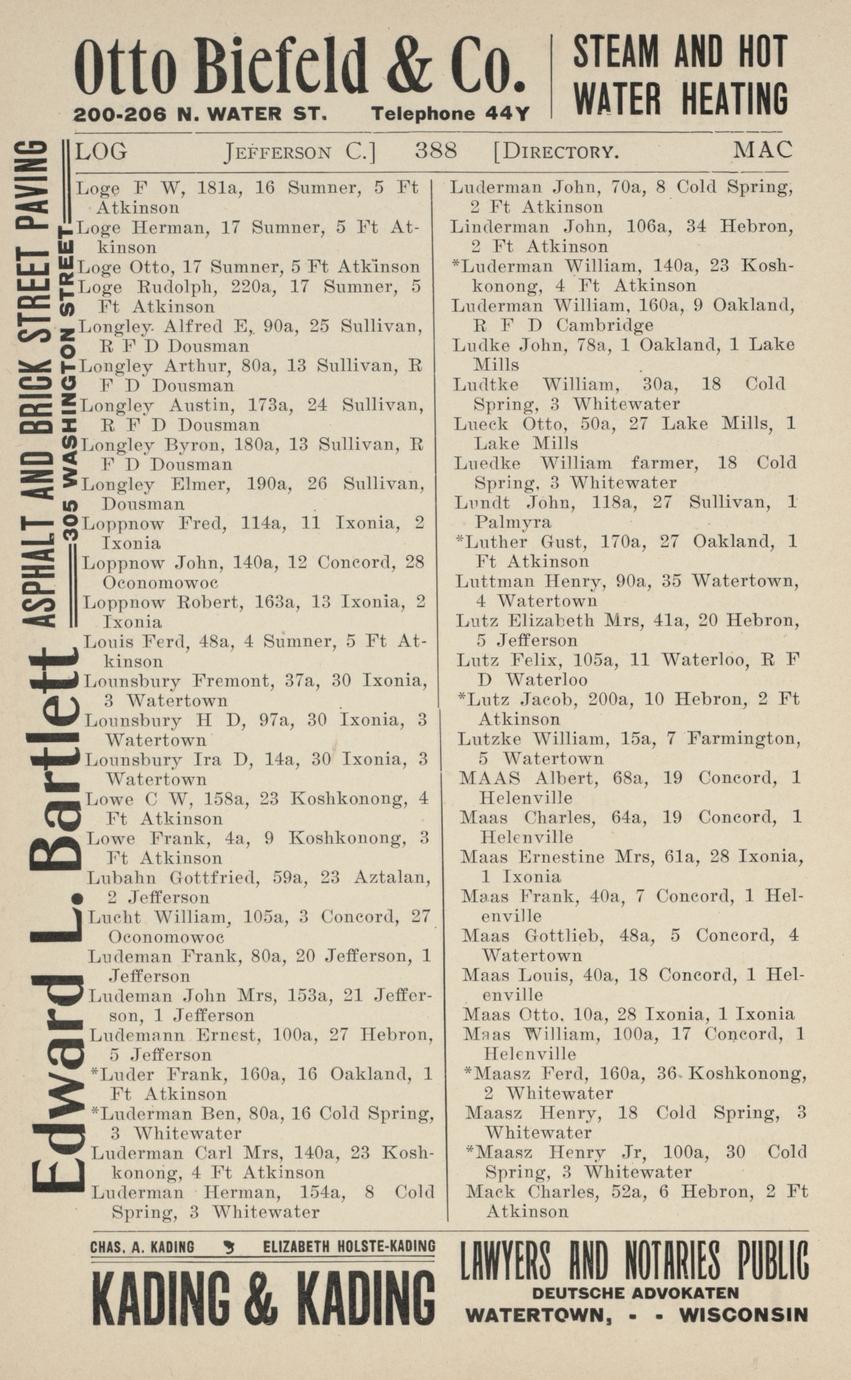 Otto Biefeld & Co.
200-206 N. WATER ST. Telephone 44Y
STEAM AND HOT
WATER HEATING
LOG JEFFERSON C.] 388 [DIRECTORY. MAC
Edward L. Bartlett ASPHALT AND BRICK STREET PAVING
305 WASHINGTON STREET
Loge F W, 181a, 16 Sumner, 5 Ft
Atkinson
Loge Herman, 17 Sumner, 5 Ft At-
kinson
Loge Otto, 17 Sumner, 5 Ft Atkinson
Loge Rudolph, 220a, 17 Sumner, 5
Ft Atkinson
Longley Alfred E, 90a, 25 Sullivan,
R F D Dousman
Longley Arthur, 80a, 13 Sullivan, R
F D Dousman
Longley Austin, 173a, 24 Sullivan,
R F D Dousman
Longley Byron, 180a, 13 Sullivan, R
F D Dousman
Longley Elmer, 190a, 26 Sullivan,
Dousman
Loppnow Fred, 114a, 11 Ixonia, 2
Ixonia
Loppnow John, 140a, 12 Concord, 28
Oconomowoc
Loppnow Robert, 163a, 13 Ixonia, 2
Ixonia
Louis Ferd, 48a, 4 Sumner, 5 Ft At-
kinson
Lounsbury Fremont, 37a, 30 Ixonia,
3 Watertown
Lounsbury H D, 97a, 30 Ixonia, 3
Watertown
Lounsbury Ira D, 14a, 30 Ixonia, 3
Watertown
Lowe C W, 158a, 23 Koshkonong, 4
Ft Atkinson
Lowe Frank, 4a, 9 Koshkonong, 3
Ft Atkinson
Lubahn Gottfried, 59a, 23 Aztalan,
2 Jefferson
Lucht William, 105a, 3 Concord, 27
Oconomowoc
Ludeman Frank, 80a, 20 Jefferson, 1
Jefferson
Ludeman John Mrs, 153a, 21 Jeffer-
son, 1 Jefferson
Ludemann Ernest, 100a, 27 Hebron,
5 Jefferson
*Luder Frank, 160a, 16 Oakland, 1
Ft Atkinson
*Luderman Ben, 80a, 16 Cold Spring,
3 Whitewater
Luderman Carl Mrs, 140a, 23 Kosh-
konong, 4 Ft Atkinson
Luderman Herman, 154a, 8 Cold
Spring, 3 Whitewater
Luderman John, 70a, 8 Cold Spring,
2 Ft Atkinson
Linderman John, 106a, 34 Hebron,
2 Ft Atkinson
*Luderman William, 140a, 23 Kosh-
konong, 4 Ft Atkinson
Luderman William, 160a, 9 Oakland,
R F D Cambridge
Ludke John, 78a, 1 Oakland, 1 Lake
Mills
Ludtke William, 30a, 18 Cold
Spring, 3 Whitewater
Lueck Otto, 50a, 27 Lake Mills, 1
Lake Mills
Luedke William farmer, 18 Cold
Spring, 3 Whitewater
Lundt John, 118a, 27 Sullivan, 1
Palmyra
*Luther Gust, 170a, 27 Oakland, 1
Ft Atkinson
Luttman Henry, 90a, 35 Watertown,
4 Watertown
Lutz Elizabeth Mrs, 41a, 20 Hebron,
5 Jefferson
Lutz Felix, 105a, 11 Waterloo, R F
D Waterloo
*Lutz Jacob, 200a, 10 Hebron, 2 Ft
Atkinson
Lutzke William, 15a, 7 Farmington,
5 Watertown
MAAS Albert, 68a, 19 Concord, 1
Helenville
Maas Charles, 64a, 19 Concord, 1
Helenville
Maas Ernestine Mrs, 61a, 28 Ixonia,
1 Ixonia
Maas Frank, 40a, 7 Concord, 1 Hel-
enville
Maas Gottlieb, 48a, 5 Concord, 4
Watertown
Maas Louis, 40a, 18 Concord, 1 Hel-
enville
Maas Otto, 10a, 28 Ixonia, 1 Ixonia
Maas William, 100a, 17 Concord, 1
Helenville
*Maasz Ferd, 160a, 36 Koshkonong,
2 Whitewater
Maasz Henry, 18 Cold Spring, 3
Whitewater
*Maasz Henry Jr, 100a, 30 Cold
Spring, 3 Whitewater
Mack Charles, 52a, 6 Hebron, 2 Ft
Atkinson
CHAS. A. KADING ELIZABETH HOLSTE-KADING
KADING & KADING
LAWYERS AND NOTARIES PUBLIC
DEUTSCHE ADVOKATEN
WATERTOWN, - - WISCONSIN